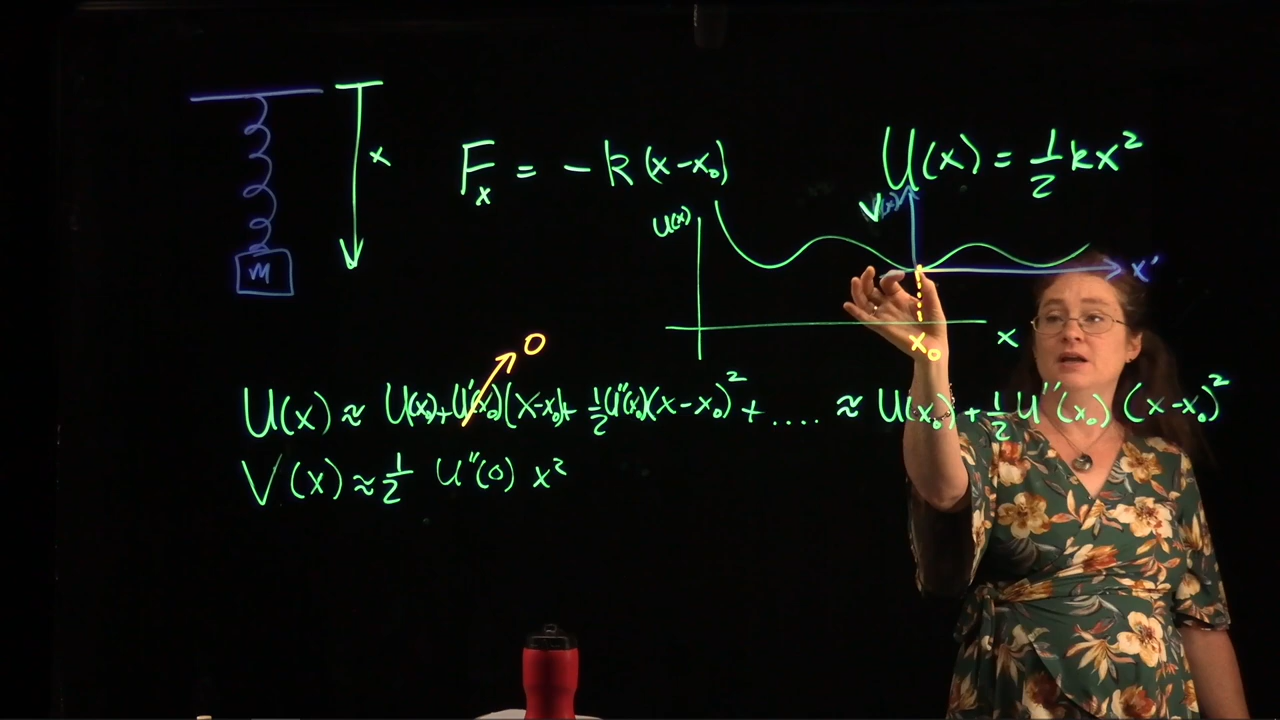 x
F_x = -k(x-x₀)
U(x) = ½kx²
V(x)
U(x)
x'
m
x
x₀
0
U(x) ≈ U(x₀)+U'(x₀)(x-x₀)+ ½U''(x₀)(x-x₀)² + .... ≈ U(x₀)+½U''(x₀)(x-x₀)²
V(x) ≈ ½ U''(0) x²